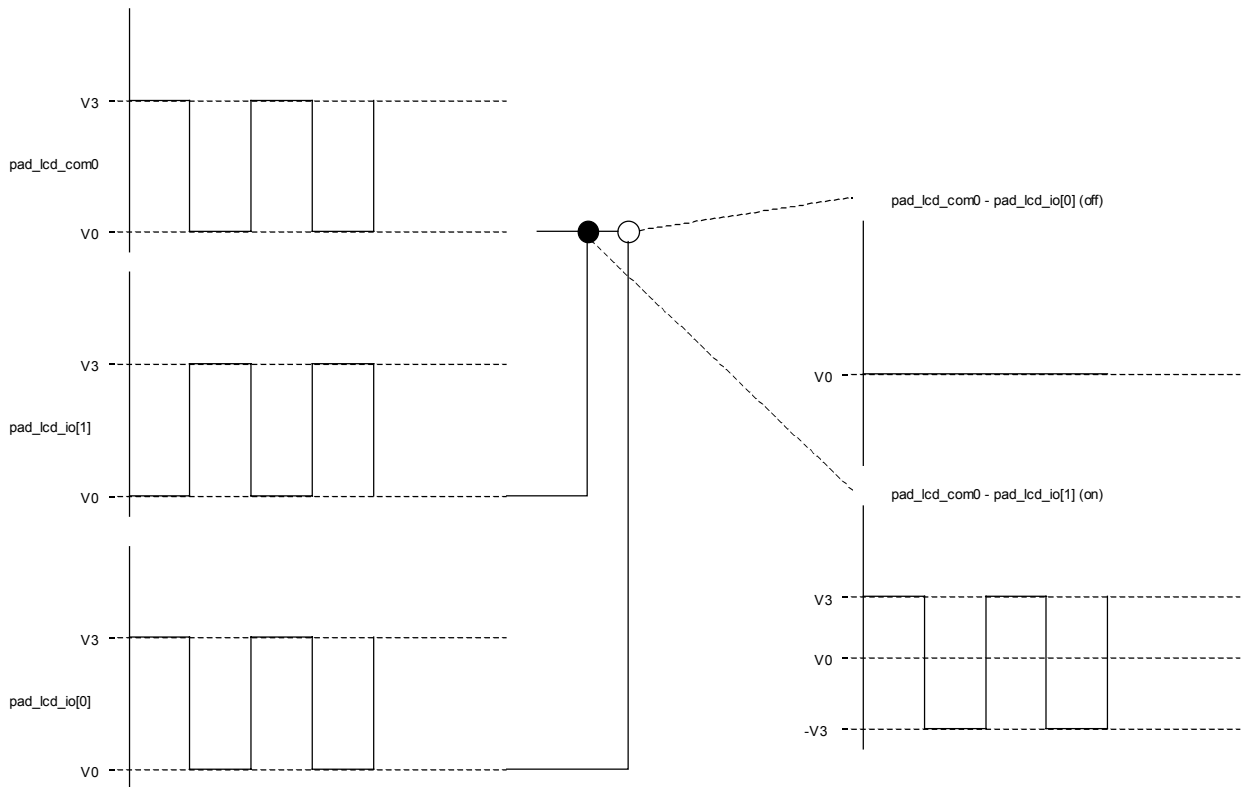 V3
pad_lcd_com0
V0
V3
pad_lcd_io[1]
V0
V3
pad_lcd_io[0]
V0
pad_lcd_com0 - pad_lcd_io[0] (off)
V0
pad_lcd_com0 - pad_lcd_io[1] (on)
V3
V0
-V3